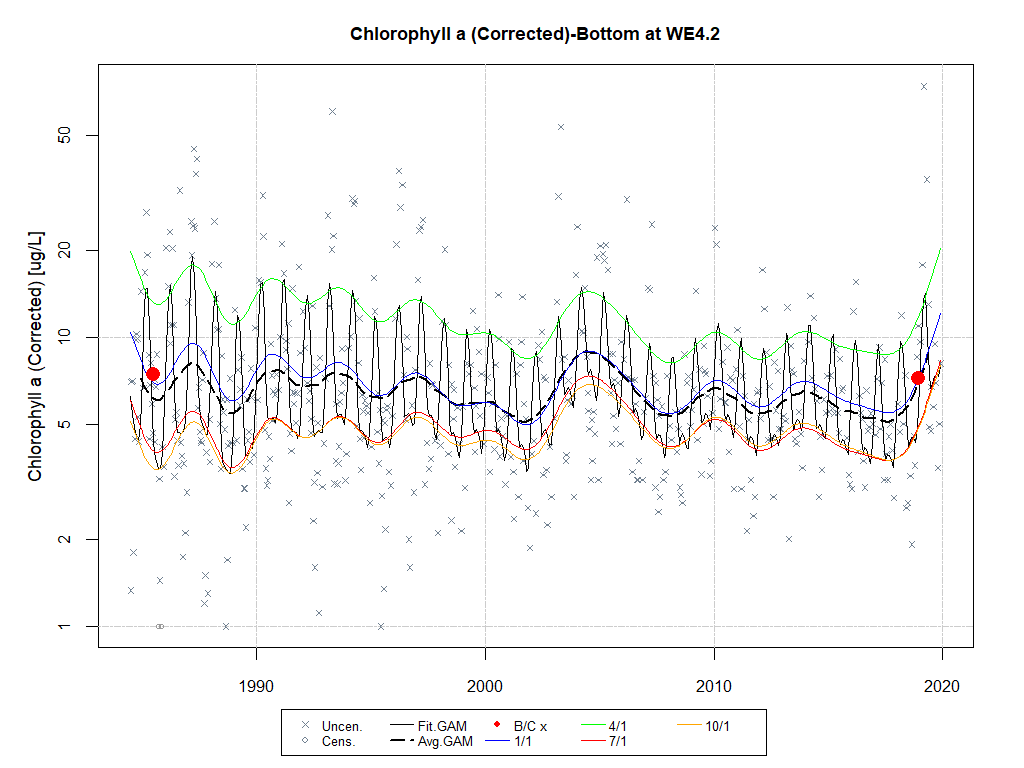 Chlorophyll a (Corrected)-Bottom at WE4.2
Chlorophyll a (Corrected) [ug/L]
50
20
10
5
2
1
1990 2000 2010 2020
Uncen. Fit.GAM B/C x 4/1 10/1
Cens. Avg.GAM 1/1 7/1